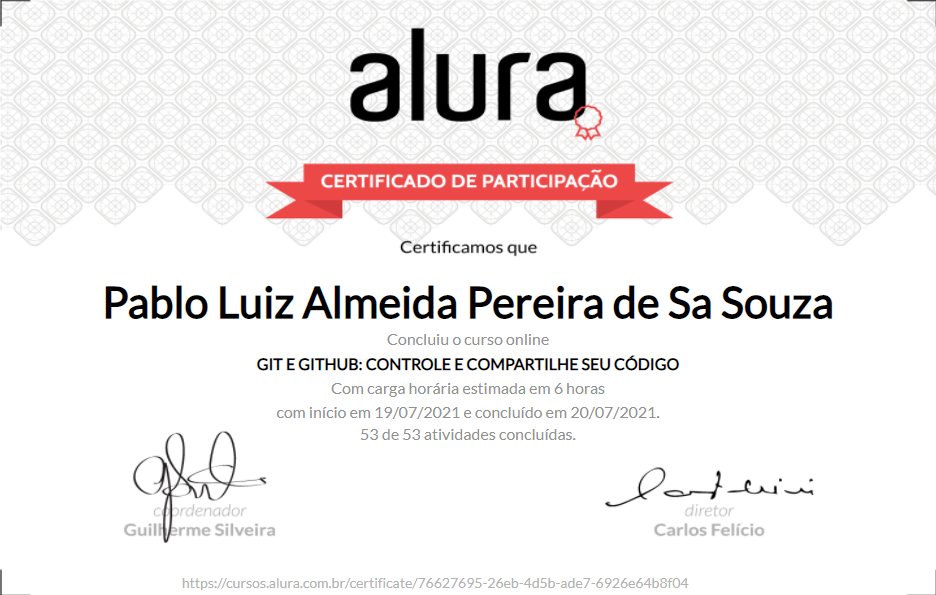 alura
CERTIFICADO DE PARTICIPAÇÃO
Certificamos que
Pablo Luiz Almeida Pereira de Sa Souza
Concluiu o curso online
GIT E GITHUB: CONTROLE E COMPARTILHE SEU CÓDIGO
Com carga horária estimada em 6 horas
com início em 19/07/2021 e concluído em 20/07/2021.
53 de 53 atividades concluídas.
coordenador
Guilherme Silveira
diretor
Carlos Felício
https://cursos.alura.com.br/certificate/76627695-26eb-4d5b-ade7-6926e64b8f04